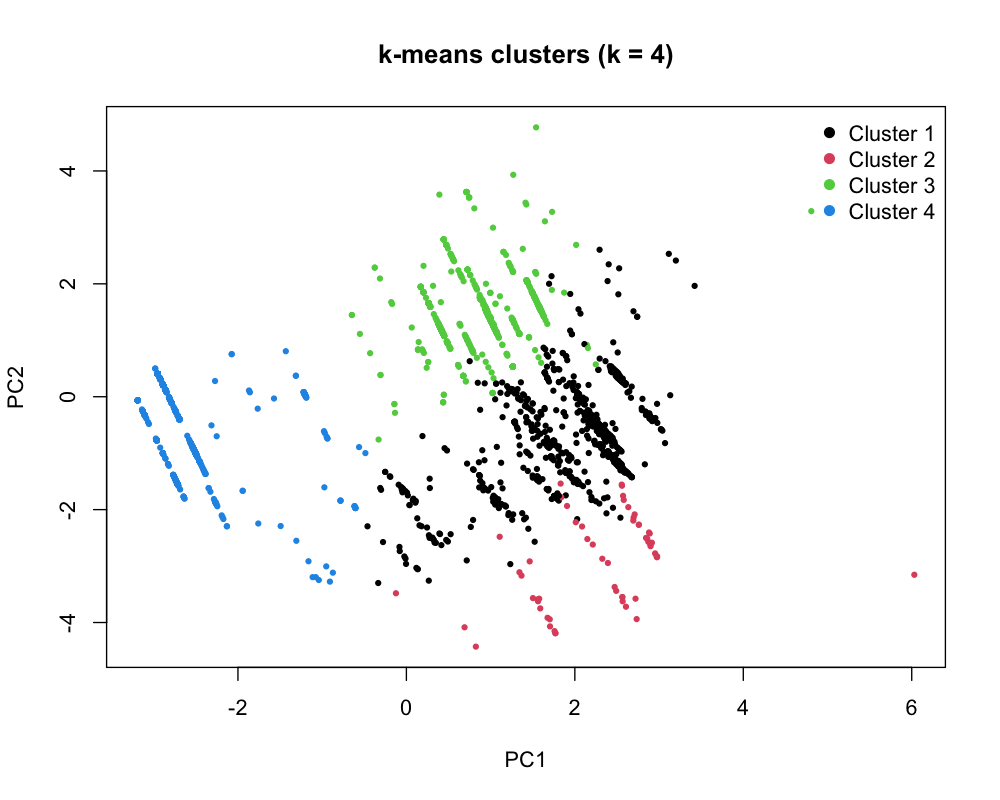 k-means clusters (k = 4)
Cluster 1
Cluster 2
Cluster 3
Cluster 4
4
2
0
-2
-4
PC2
-2 0 2 4 6
PC1